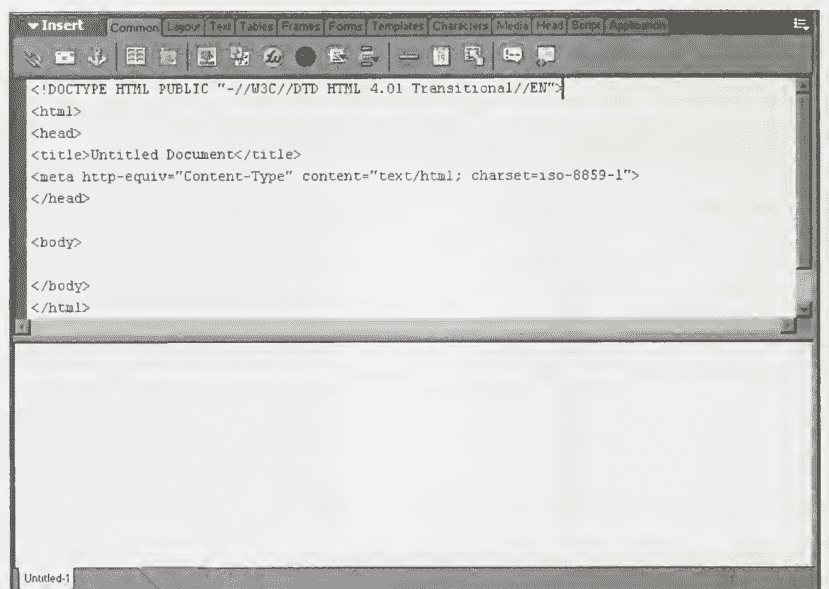 Insert Common Layout Text Tables Frames Forms Templates Characters Media Head Script Application
<!DOCTYPE HTML PUBLIC "-//W3C//DTD HTML 4.01 Transitional//EN">
<html>
<head>
<title>Untitled Document</title>
<meta http-equiv="Content-Type" content="text/html; charset=iso-8859-1">
</head>
<body>
</body>
</html>
Untitled-1